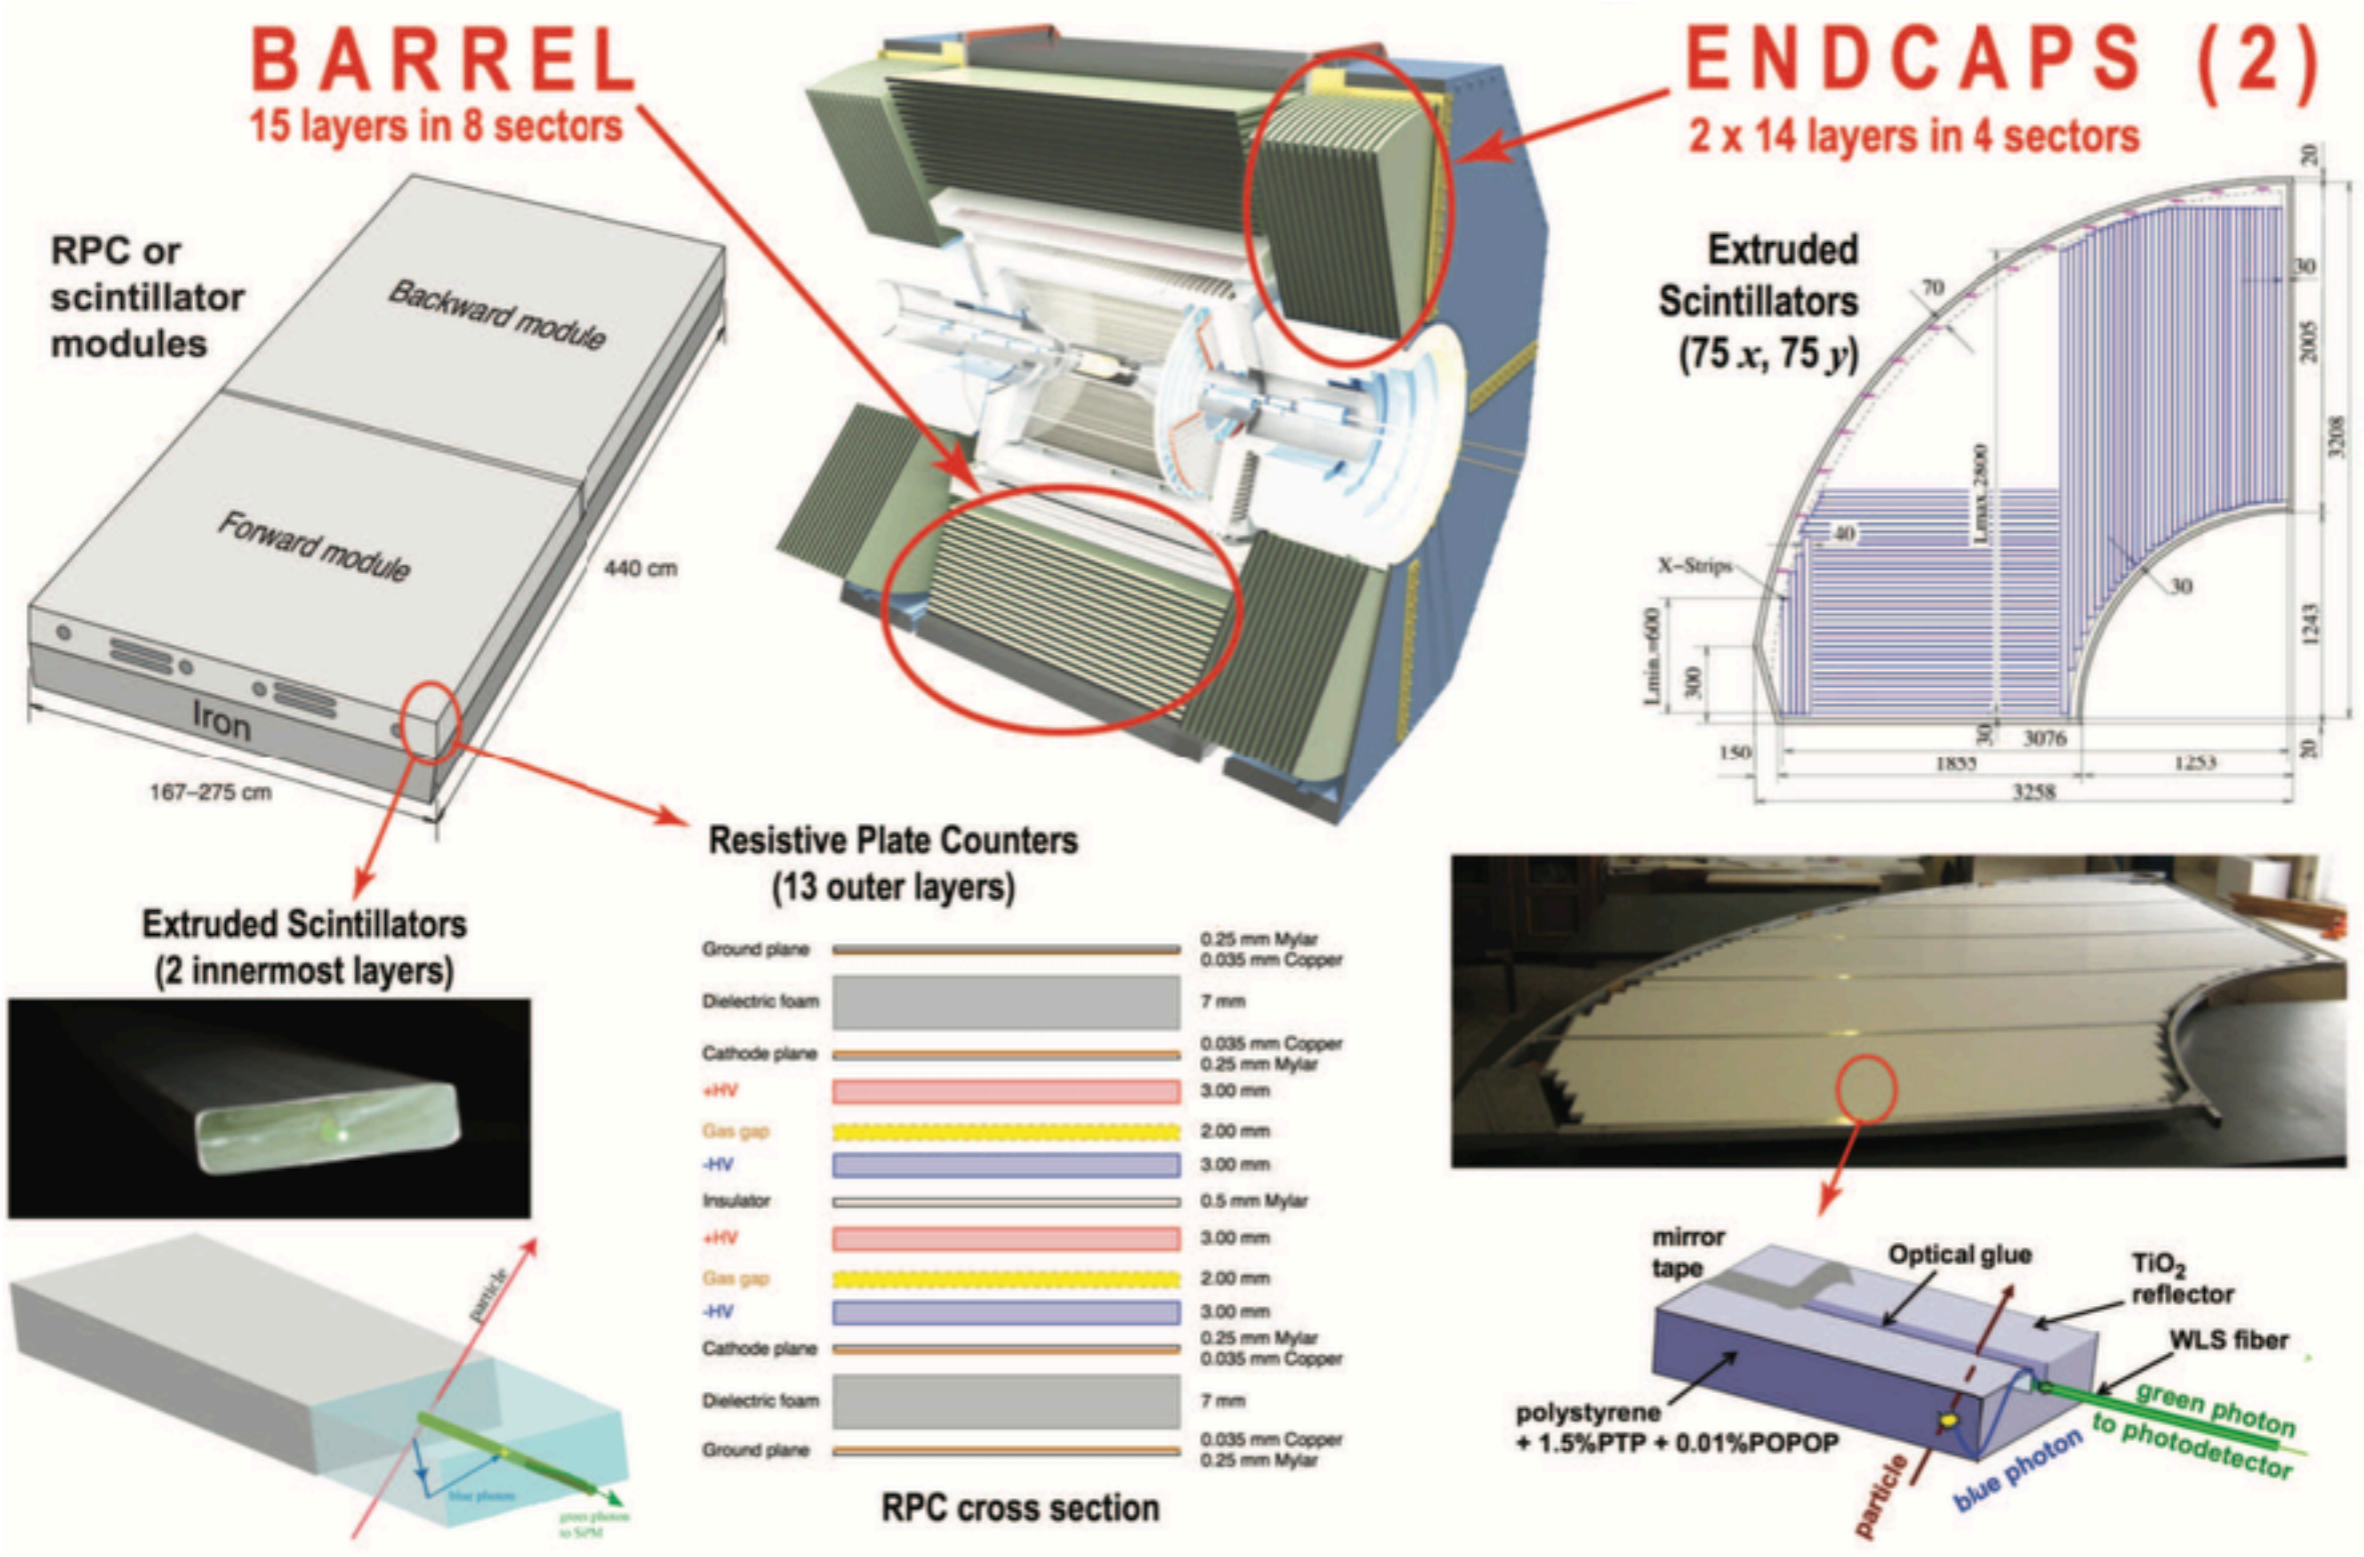 BARREL
15 layers in 8 sectors
ENDCAPS (2)
2 x 14 layers in 4 sectors
RPC or
scintillator
modules
Backward module
Forward module
Iron
440 cm
167–275 cm
Extruded
Scintillators
(75 x, 75 y)
20
70
30
2005
3208
Lmax.2800
40
X–Strips
Lmin.=600
300
30
1243
30
20
150
3076
1855
1253
3258
Resistive Plate Counters
(13 outer layers)
Extruded Scintillators
(2 innermost layers)
Ground plane
0.25 mm Mylar
0.035 mm Copper
Dielectric foam
7 mm
Cathode plane
0.035 mm Copper
0.25 mm Mylar
+HV
3.00 mm
Gas gap
2.00 mm
-HV
3.00 mm
Insulator
0.5 mm Mylar
+HV
3.00 mm
Gas gap
2.00 mm
-HV
3.00 mm
Cathode plane
0.25 mm Mylar
0.035 mm Copper
Dielectric foam
7 mm
Ground plane
0.035 mm Copper
0.25 mm Mylar
RPC cross section
particle
blue photon
green photon
to SiPM
mirror
tape
Optical glue
TiO2
reflector
WLS fiber
green photon
to photodetector
polystyrene
+ 1.5%PTP + 0.01%POPOP
particle
blue photon